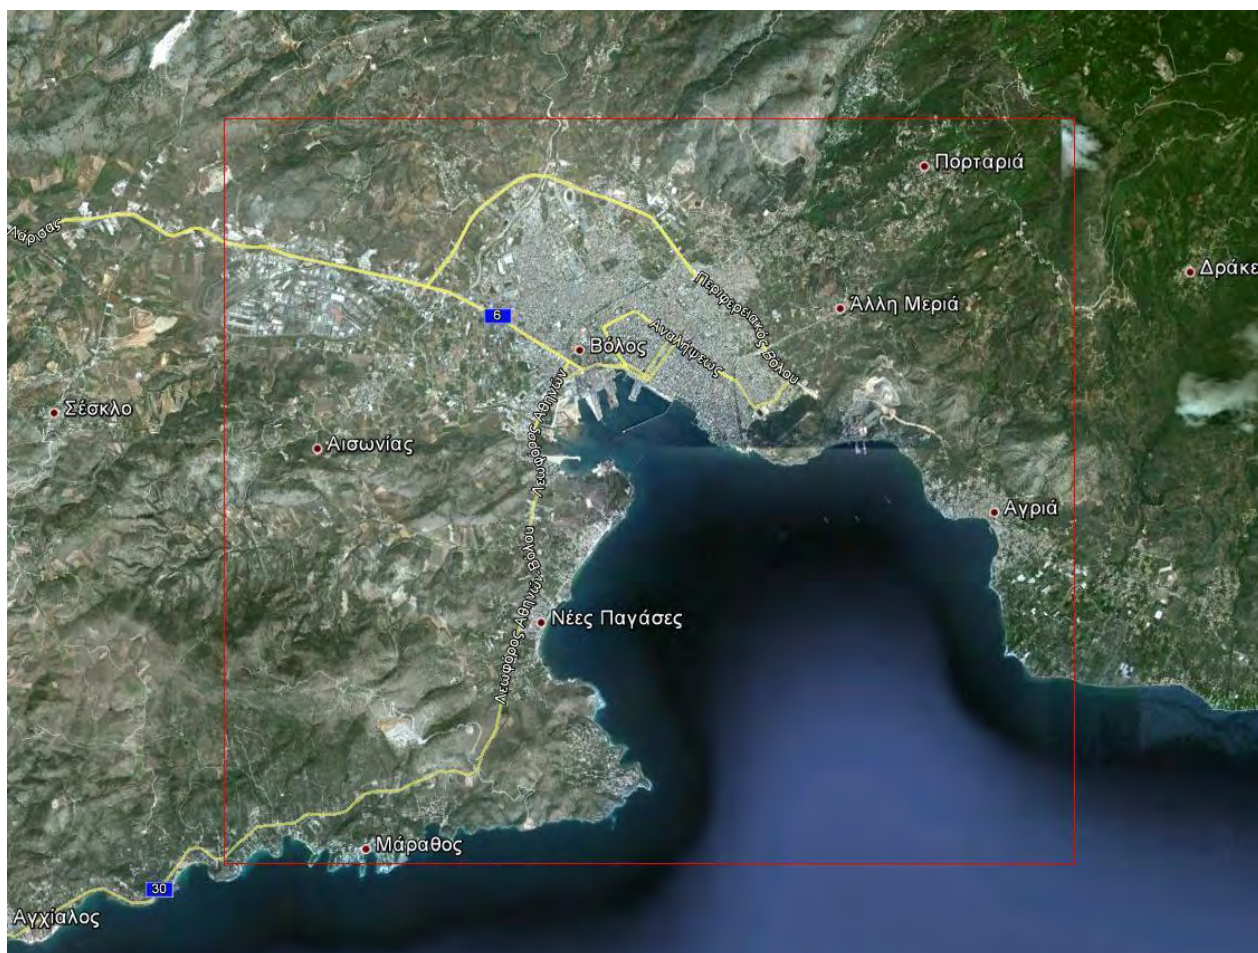 Πορταριά
Λάρισας
Δράκε
Περιφερειακός Βόλου
Άλλη Μεριά
6
Αναλήψεως
Βόλος
Λεωφόρος Αθηνών
Σέσκλο
Αισωνίας
Αγριά
Λεωφόρος Αθηνών-Βόλου
Νέες Παγάσες
Μάραθος
30
Αγχίαλος